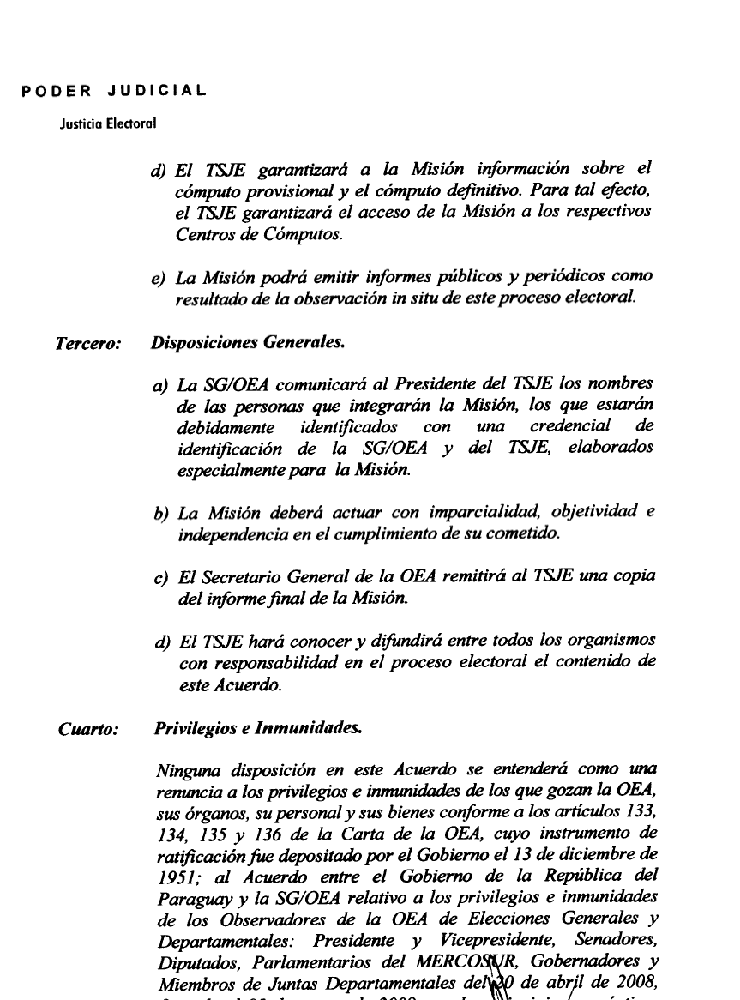 PODER JUDICIAL
Justicia Electoral
d) El TSJE garantizará a la Misión información sobre el
cómputo provisional y el cómputo definitivo. Para tal efecto,
el TSJE garantizará el acceso de la Misión a los respectivos
Centros de Cómputos.
e) La Misión podrá emitir informes públicos y periódicos como
resultado de la observación in situ de este proceso electoral.
Tercero: Disposiciones Generales.
a) La SG/OEA comunicará al Presidente del TSJE los nombres
de las personas que integrarán la Misión, los que estarán
debidamente identificados con una credencial de
identificación de la SG/OEA y del TSJE, elaborados
especialmente para la Misión.
b) La Misión deberá actuar con imparcialidad, objetividad e
independencia en el cumplimiento de su cometido.
c) El Secretario General de la OEA remitirá al TSJE una copia
del informe final de la Misión.
d) El TSJE hará conocer y difundirá entre todos los organismos
con responsabilidad en el proceso electoral el contenido de
este Acuerdo.
Cuarto: Privilegios e Inmunidades.
Ninguna disposición en este Acuerdo se entenderá como una
renuncia a los privilegios e inmunidades de los que gozan la OEA,
sus órganos, su personal y sus bienes conforme a los artículos 133,
134, 135 y 136 de la Carta de la OEA, cuyo instrumento de
ratificación fue depositado por el Gobierno el 13 de diciembre de
1951; al Acuerdo entre el Gobierno de la República del
Paraguay y la SG/OEA relativo a los privilegios e inmunidades
de los Observadores de la OEA de Elecciones Generales y
Departamentales: Presidente y Vicepresidente, Senadores,
Diputados, Parlamentarios del MERCOSUR, Gobernadores y
Miembros de Juntas Departamentales del 20 de abril de 2008,